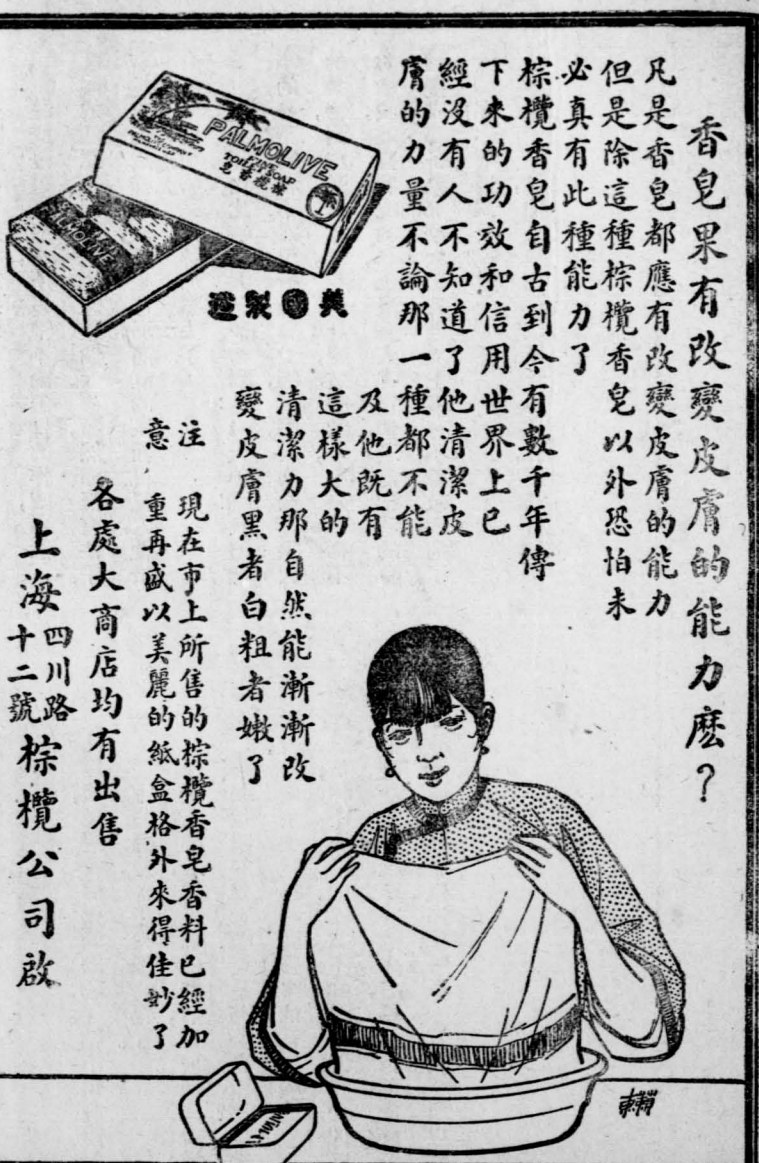 香皂果有改變皮膚的能力麽？
凡是香皂都應有改變皮膚的能力
但是除這種棕欖香皂以外恐怕未
必真有此種能力了
棕欖香皂自古到今有數千年傳
下來的功效和信用世界上已
經沒有人不知道了他清潔皮
膚的力量不論那一種都不能
及他既有
這樣大的
清潔力那自然能漸漸改
變皮膚黑者白粗者嫩了
注意
現在市上所售的棕欖香皂香料已經加
重再盛以美麗的紙盒格外來得佳妙了
各處大商店均有出售
上海
四川路
十二號
棕欖公司啟
PALMOLIVE
TOILET SOAP
皂香欖棕
PALMOLIVE
造製國美